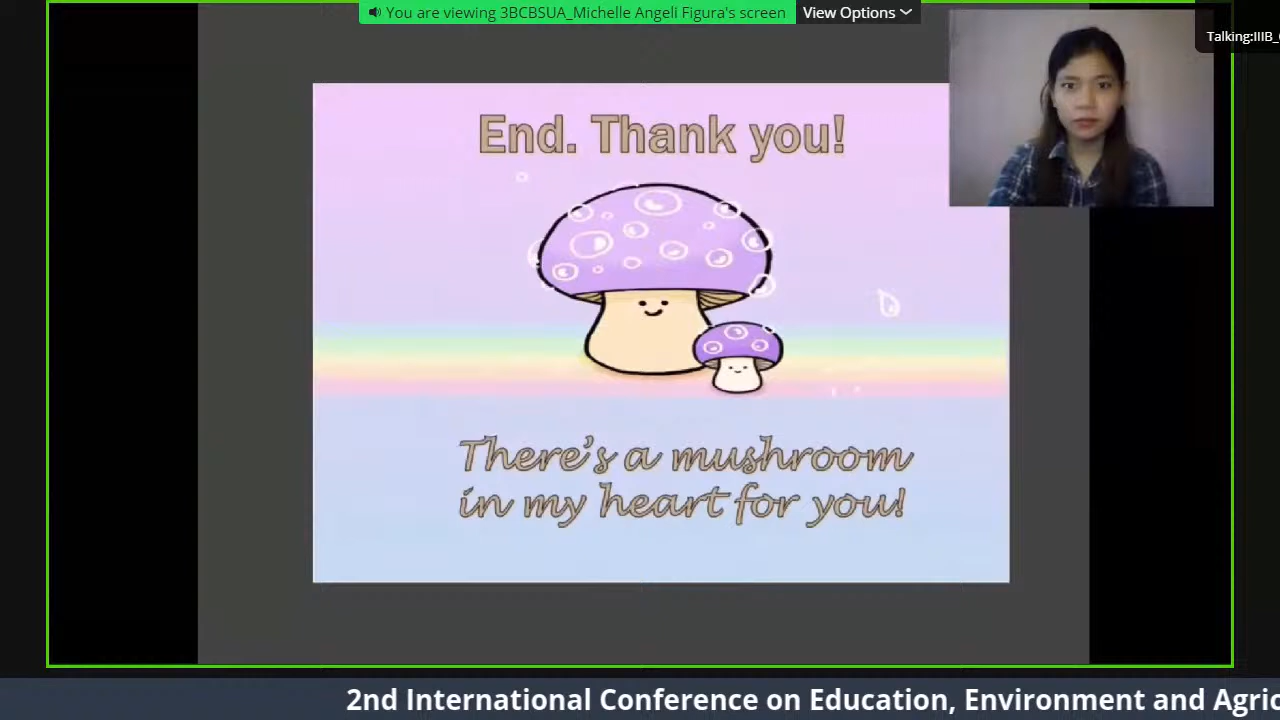 You are viewing 3BCBSUA_Michelle Angeli Figura's screen
View Options
Talking:IIIB_
End. Thank you!
There's a mushroom
in my heart for you!
2nd International Conference on Education, Environment and Agric